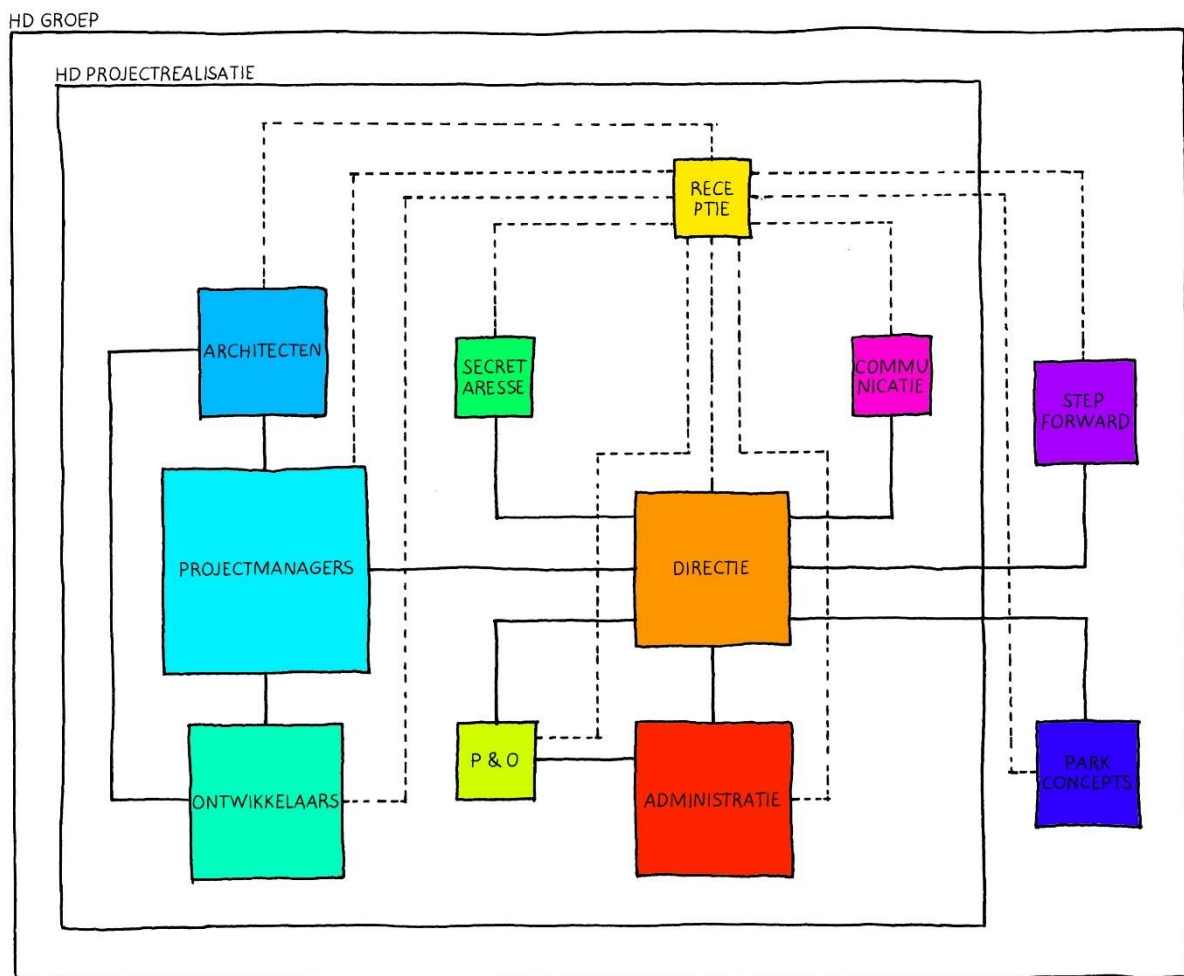 HD GROEP
HD PROJECTREALISATIE
RECE
PTIE
ARCHITECTEN
SECRET
ARESSE
COMMU
NICATIE
STEP
FORWARD
PROJECTMANAGERS
DIRECTIE
P & O
ONTWIKKELAARS
ADMINISTRATIE
PARK
CONCEPTS